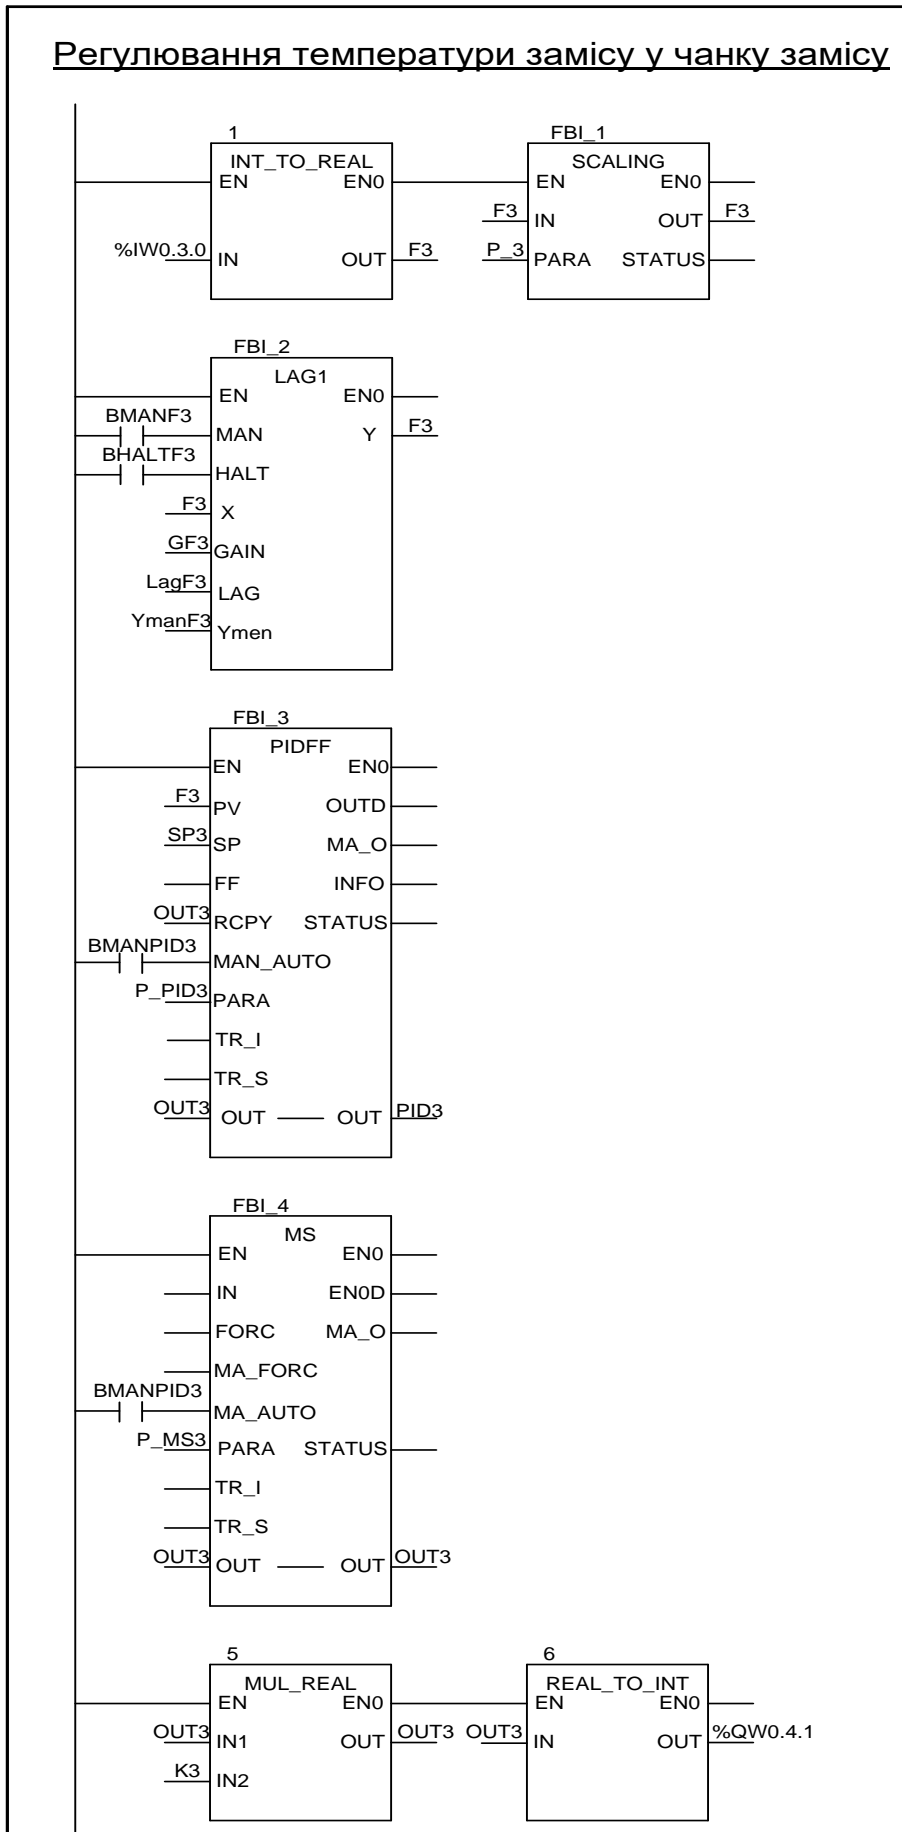 Регулювання температури замісу у чанку замісу
1 FBI_1
INT_TO_REAL SCALING
EN EN0 EN EN0
F3 IN OUT F3
%IW0.3.0 IN OUT F3 P_3 PARA STATUS
FBI_2
LAG1
EN EN0
BMANF3
MAN Y F3
BHALTF3
HALT
F3 X
GF3 GAIN
LagF3 LAG
YmanF3 Ymen
FBI_3
PIDFF
EN EN0
F3 PV OUTD
SP3 SP MA_O
FF INFO
OUT3 RCPY STATUS
BMANPID3
MAN_AUTO
P_PID3 PARA
TR_I
TR_S
OUT3 OUT OUT PID3
FBI_4
MS
EN EN0
IN EN0D
FORC MA_O
MA_FORC
BMANPID3
MA_AUTO
P_MS3 PARA STATUS
TR_I
TR_S
OUT3 OUT OUT OUT3
5 6
MUL_REAL REAL_TO_INT
EN EN0 EN EN0
OUT3 IN1 OUT OUT3 OUT3 IN OUT %QW0.4.1
K3 IN2